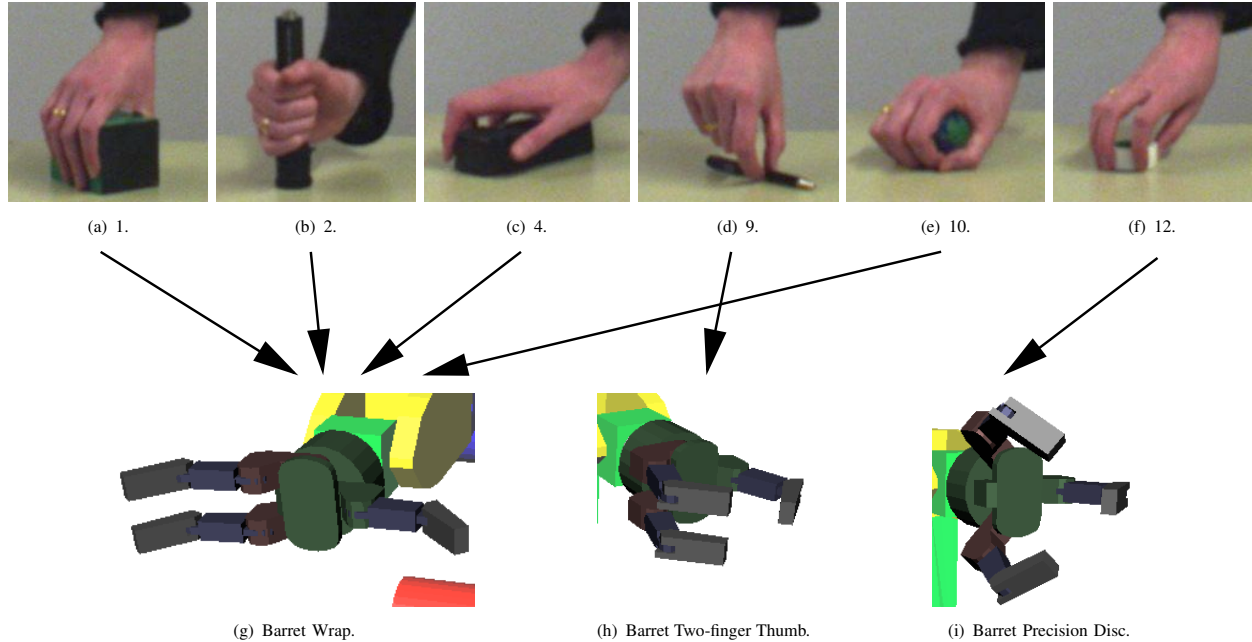 (a) 1.
(b) 2.
(c) 4.
(d) 9.
(e) 10.
(f) 12.
(g) Barret Wrap.
(h) Barret Two-finger Thumb.
(i) Barret Precision Disc.